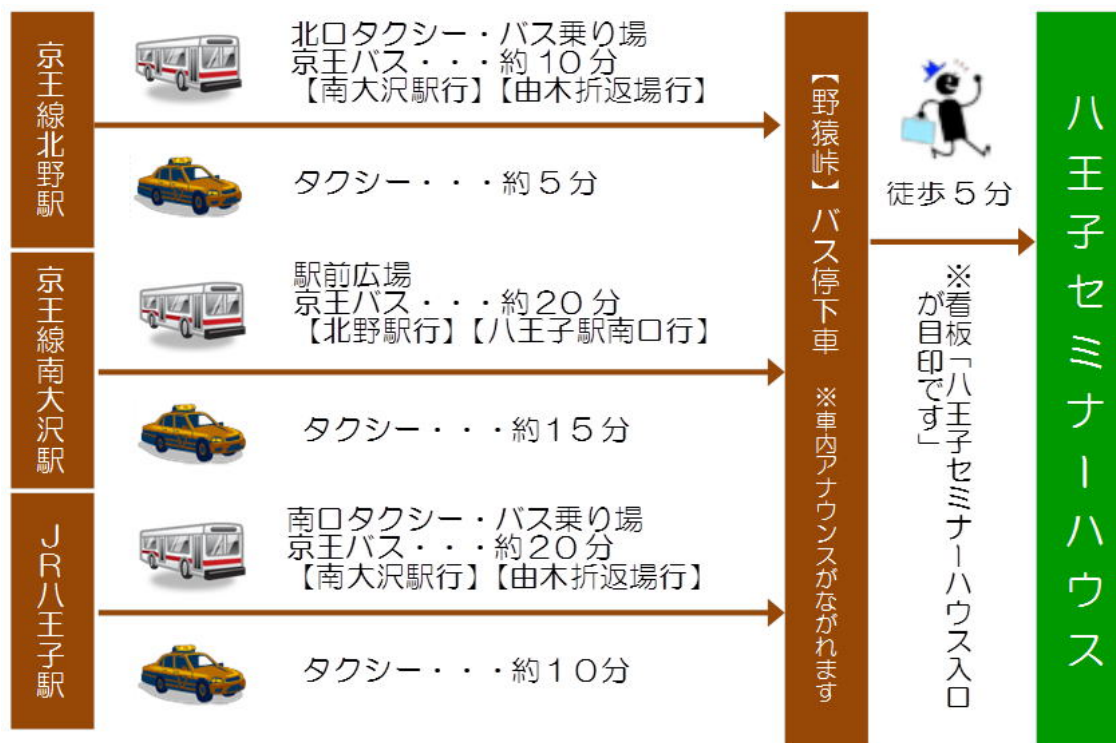 京王線北野駅
北口タクシー・バス乗り場
京王バス・・・約１０分
【南大沢駅行】【由木折返場行】
タクシー・・・約５分
京王線南大沢駅
駅前広場
京王バス・・・約２０分
【北野駅行】【八王子駅南口行】
タクシー・・・約１５分
ＪＲ八王子駅
南口タクシー・バス乗り場
京王バス・・・約２０分
【南大沢駅行】【由木折返場行】
タクシー・・・約１０分
【野猿峠】バス停下車　※車内アナウンスがながれます
徒歩５分
※看板「八王子セミナーハウス入口
が目印です」
八王子セミナーハウス